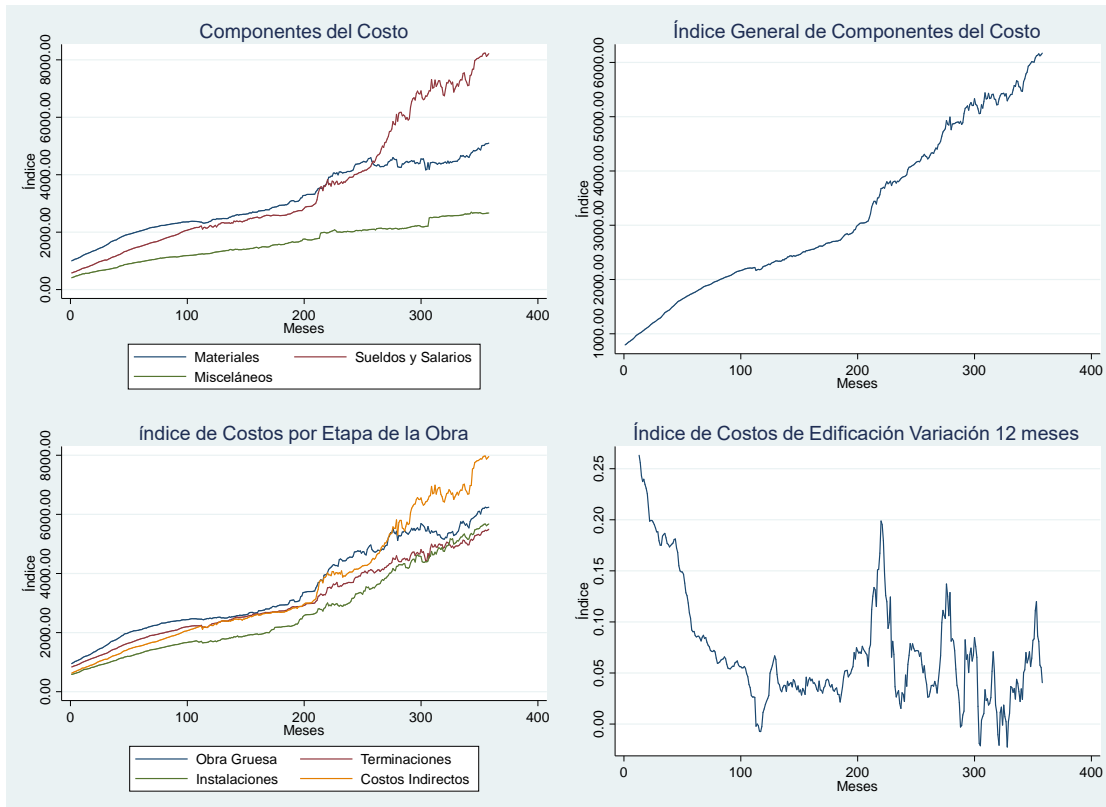 Componentes del Costo
Índice
8000.00
6000.00
4000.00
2000.00
0.00
0 100 200 300 400
Meses
Materiales Sueldos y Salarios
Misceláneos
Índice General de Componentes del Costo
Índice
6000.00
5000.00
4000.00
3000.00
2000.00
1000.00
0 100 200 300 400
Meses
índice de Costos por Etapa de la Obra
Índice
8000.00
6000.00
4000.00
2000.00
0.00
0 100 200 300 400
Meses
Obra Gruesa Terminaciones
Instalaciones Costos Indirectos
Índice de Costos de Edificación Variación 12 meses
Índice
0.25
0.20
0.15
0.10
0.05
0.00
0 100 200 300 400
Meses